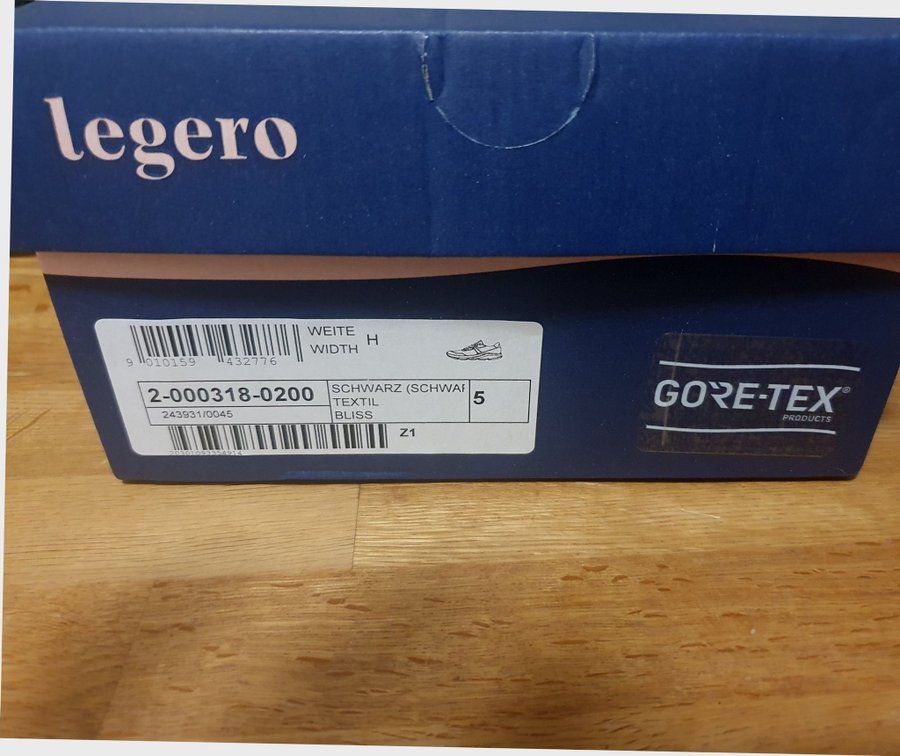 legero
WEITE
WIDTH H
9 010159 432776
2-000318-0200
243931/0045
SCHWARZ (SCHWAR
TEXTIL
BLISS
5
Z1
GORE-TEX®
PRODUCTS